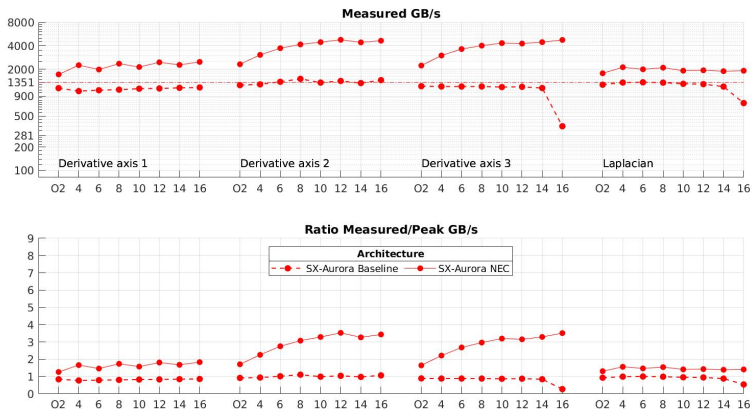 Measured GB/s
8000
4000
2000
1351
900
500
281
200
100
Derivative axis 1 Derivative axis 2 Derivative axis 3 Laplacian
O2 4 6 8 10 12 14 16 O2 4 6 8 10 12 14 16 O2 4 6 8 10 12 14 16 O2 4 6 8 10 12 14 16
Ratio Measured/Peak GB/s
9
8
7
6
5
4
3
2
1
0
Architecture
SX-Aurora Baseline SX-Aurora NEC
O2 4 6 8 10 12 14 16 O2 4 6 8 10 12 14 16 O2 4 6 8 10 12 14 16 O2 4 6 8 10 12 14 16